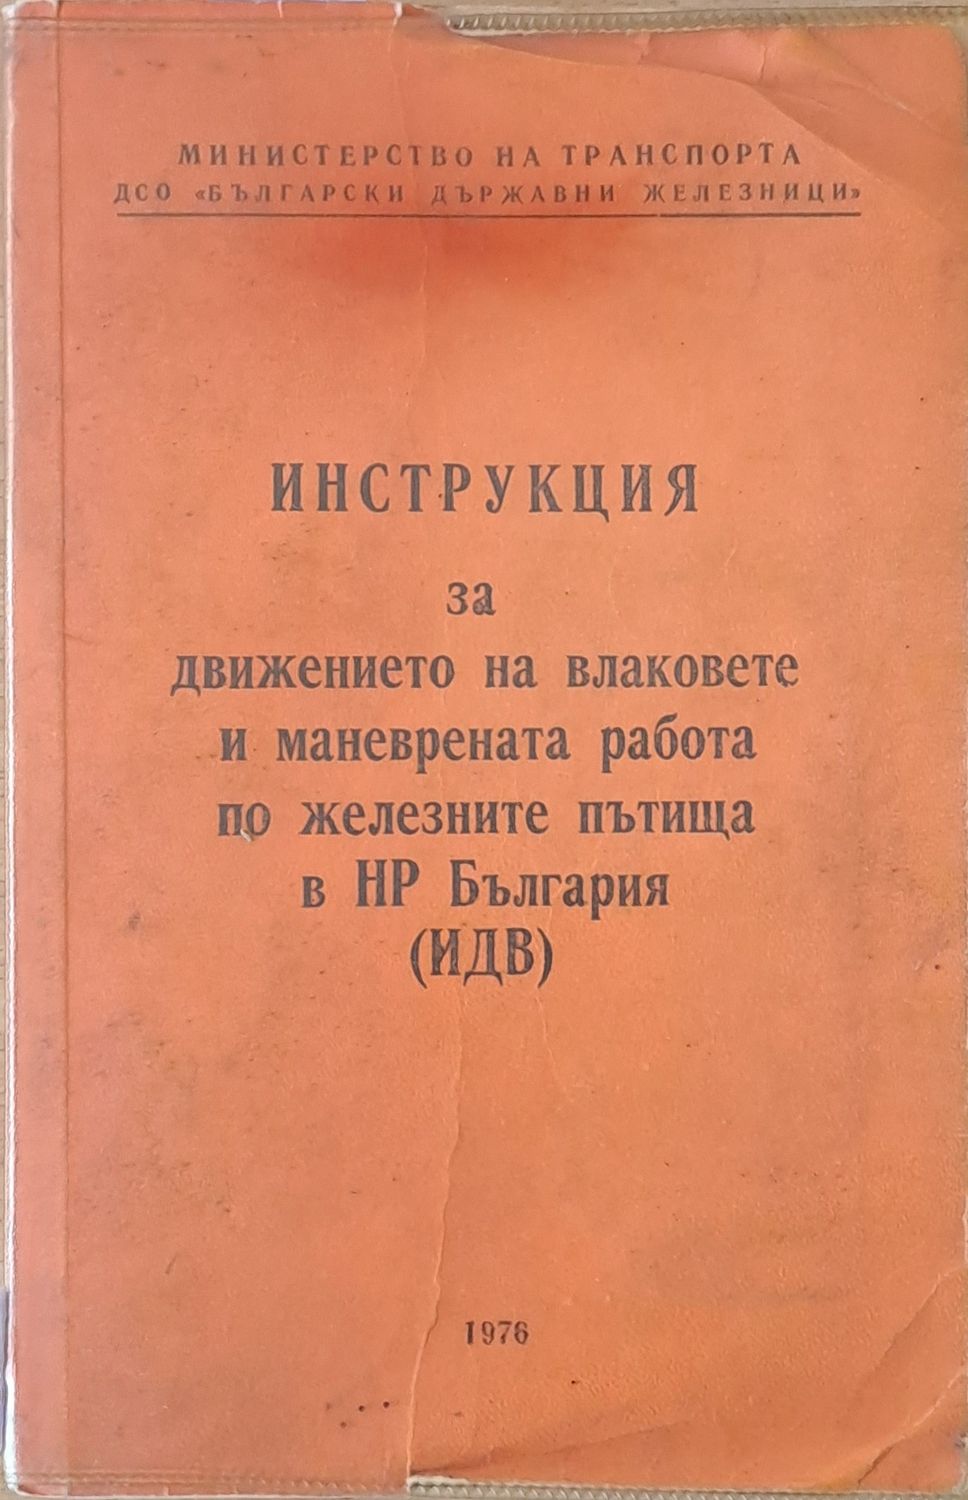 МИНИСТЕРСТВО НА ТРАНСПОРТА
ДСО «БЪЛГАРСКИ ДЪРЖАВНИ ЖЕЛЕЗНИЦИ»
ИНСТРУКЦИЯ
за
движението на влаковете
и маневрената работа
по железните пътища
в НР България
(ИДВ)
1976